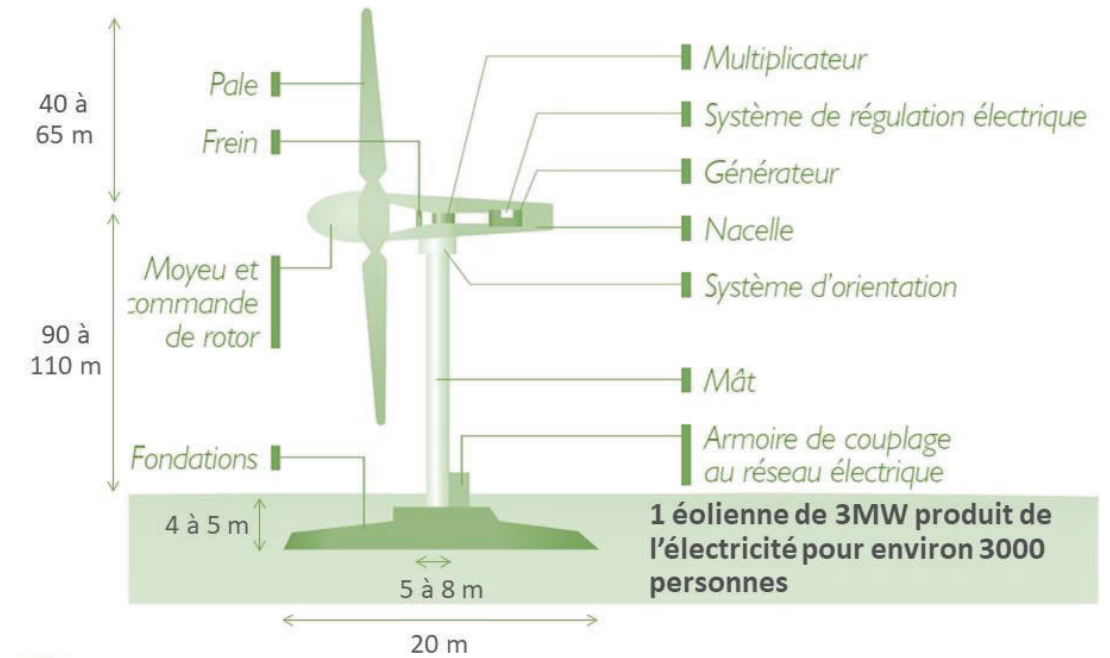 40 à
65 m
Pale
Frein
Moyeu et
commande
de rotor
90 à
110 m
Fondations
4 à 5 m
5 à 8 m
20 m
Multiplicateur
Système de régulation électrique
Générateur
Nacelle
Système d'orientation
Mât
Armoire de couplage
au réseau électrique
1 éolienne de 3MW produit de
l'électricité pour environ 3000
personnes